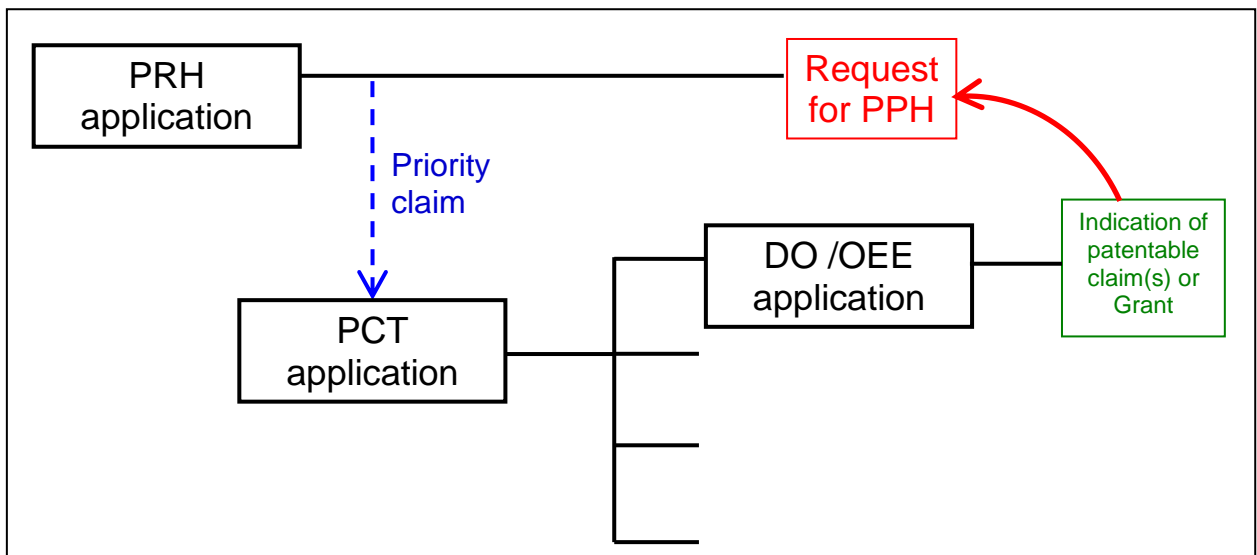 PRH
application
Request
for PPH
Priority
claim
Indication of
patentable
claim(s) or
Grant
DO /OEE
application
PCT
application